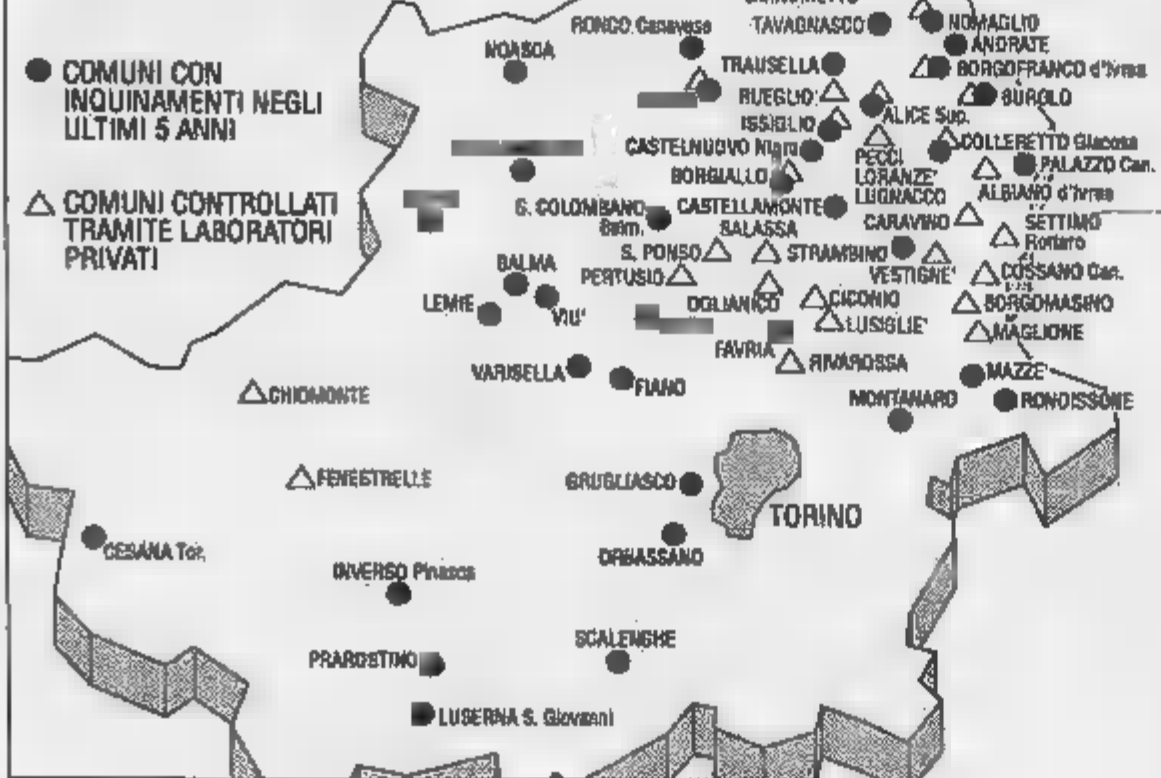 COMUNI CON
INQUINAMENTI NEGLI
ULTIMI 5 ANNI
COMUNI CONTROLLATI
TRAMITE LABORATORI
PRIVATI
TAVAGNASCO
NOMAGLIO
RONCO Canavese
ANDRATE
NOASCA
TRAUSELLA
BORGOFRANCO d'Ivrea
RUEGLIO
BUROLO
ALICE Sup.
ISSIGLIO
COLLERETTO Giacosa
CASTELNUOVO Nigra
PECCI
PALAZZO Can.
BORGIALLO
LORANZE'
ALBIANO d'Ivrea
LUGNACCO
S. COLOMBANO
Belm.
CASTELLAMONTE
CARAVINO
SETTIMO
Rottaro
SALASSA
S. PONSO
STRAMBINO
VESTIGNE'
COSSANO Can.
BALMA
PERTUSIO
LEMIE
VIU'
OGLIANICO
CICONIO
BORGOMASINO
LUSIGLIE'
MAGLIONE
FAVRIA
RIVAROSSA
VARISELLA
FIANO
MAZZE'
CHIOMONTE
MONTANARO
RONDISSONE
FENESTRELLE
GRUGLIASCO
TORINO
CESANA Tor.
ORBASSANO
INVERSO Pinasca
SCALENGHE
PRAROSTINO
LUSERNA S. Giovanni